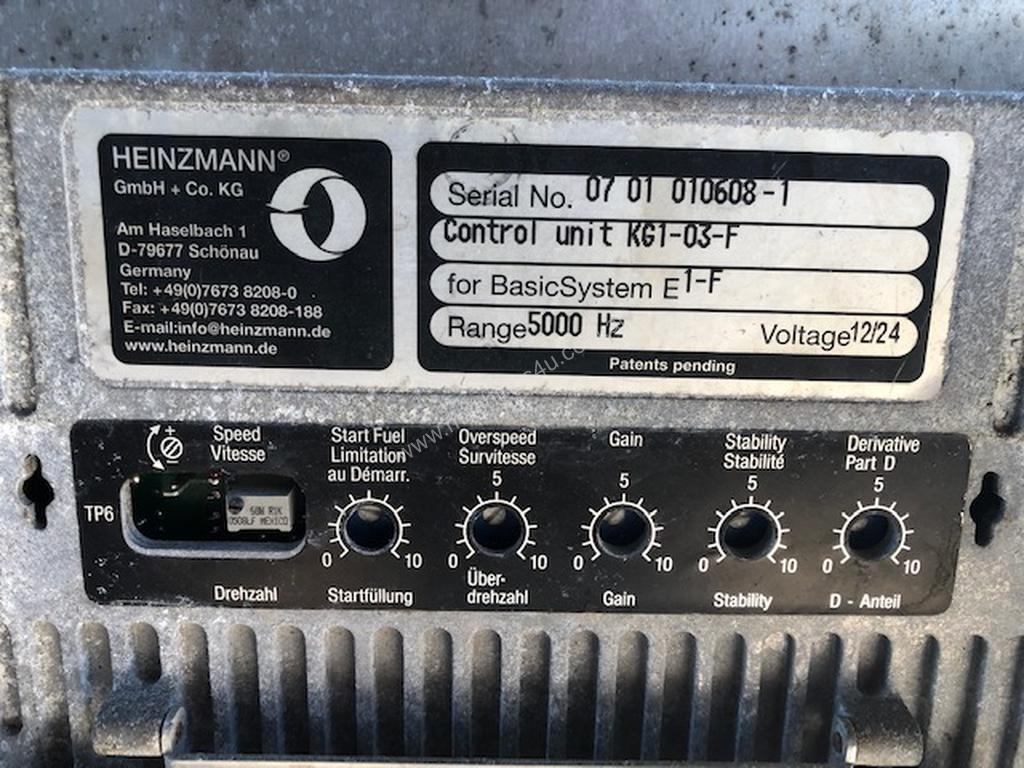 HEINZMANN®
GmbH + Co. KG
Am Haselbach 1
D-79677 Schönau
Germany
Tel: +49(0)7673 8208-0
Fax: +49(0)7673 8208-188
E-mail:info@heinzmann.de
www.heinzmann.de
Serial No. 07 01 010608-1
Control unit KG1-03-F
for BasicSystem E 1-F
Range 5000 Hz Voltage 12/24
Patents pending
Speed
Vitesse
TP6
Drehzahl
Start Fuel
Limitation
au Démarr.
0 10
Startfüllung
Overspeed
Survitesse
5
0 10
Über-
drehzahl
Gain
5
0 10
Gain
Stability
Stabilité
5
0 10
Stability
Derivative
Part D
5
0 10
D - Anteil